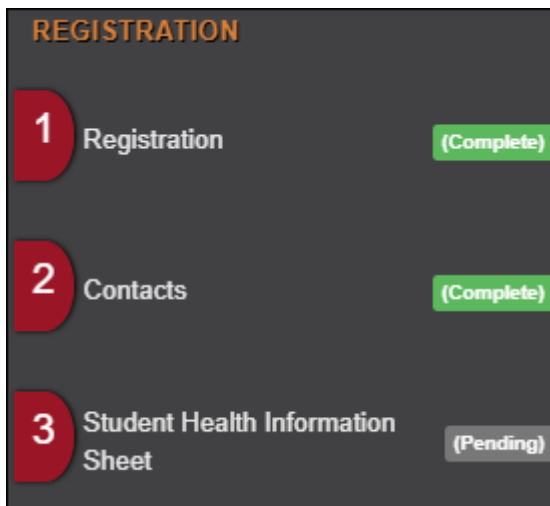 REGISTRATION
1 Registration (Complete)
2 Contacts (Complete)
3 Student Health Information
Sheet (Pending)